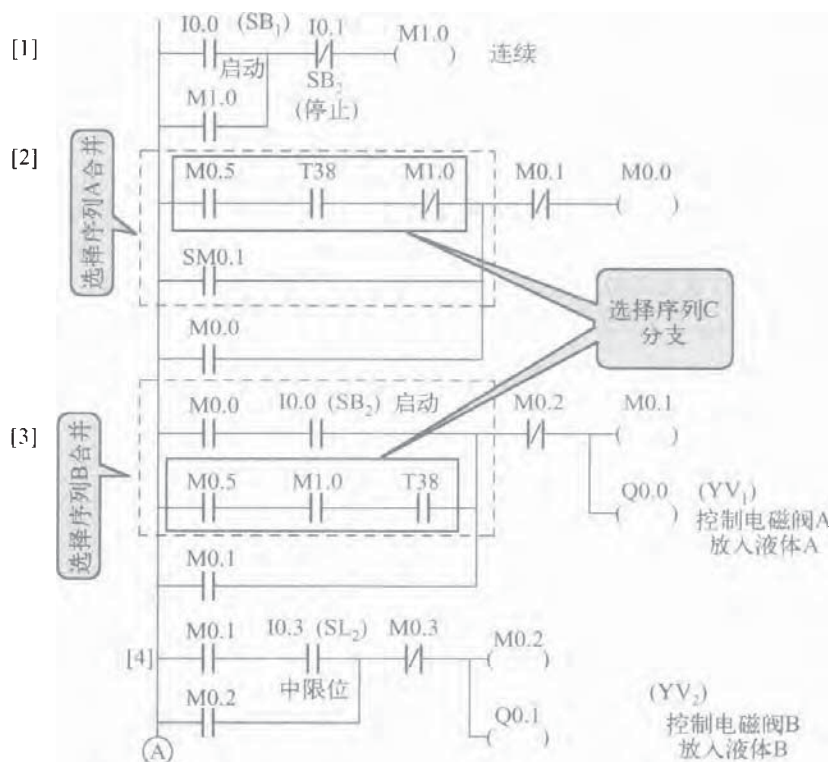 [1]
I0.0 (SB₁) I0.1 M1.0
启动
连续
SB₂
(停止)
M1.0
[2]
选择序列A合并
M0.5 T38 M1.0 M0.1 M0.0
SM0.1
M0.0
选择序列C
分支
[3]
选择序列B合并
M0.0 I0.0 (SB₂) 启动 M0.2 M0.1
M0.5 M1.0 T38
Q0.0 (YV₁)
控制电磁阀A
放入液体A
M0.1
[4]
M0.1 I0.3 (SL₂) M0.3 M0.2
中限位
M0.2
Q0.1
(YV₂)
控制电磁阀B
放入液体B
A